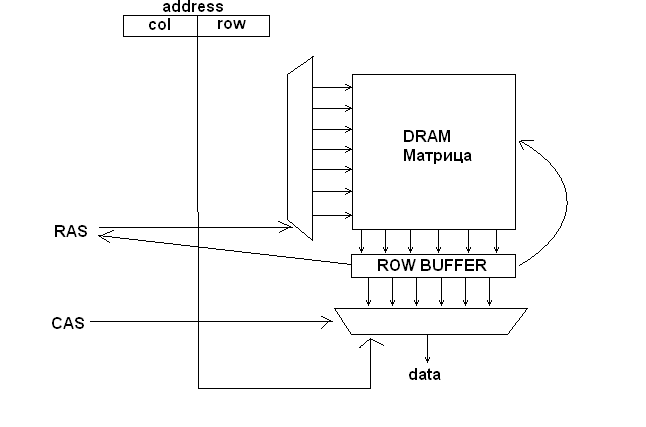 address
col row
DRAM
Матрица
RAS
ROW BUFFER
CAS
data